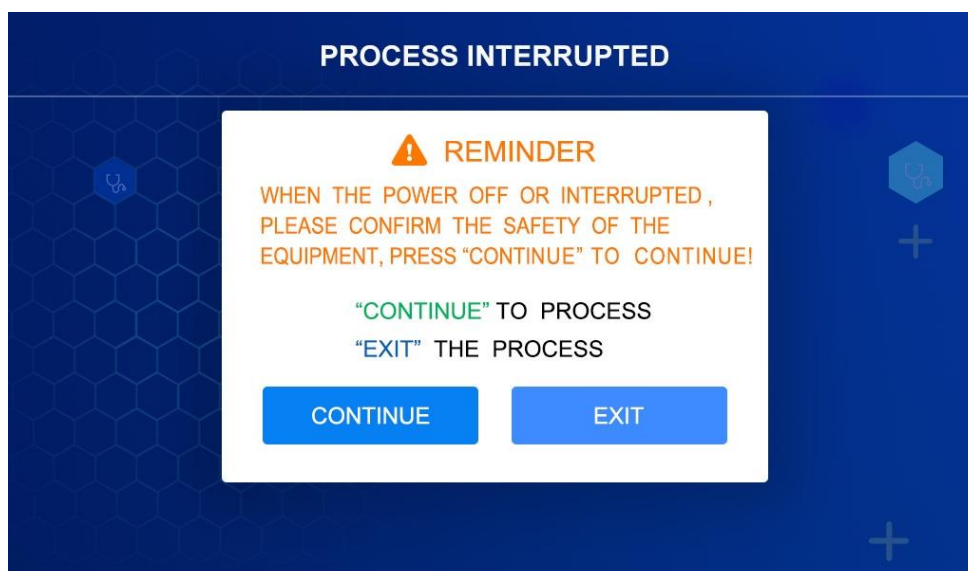 PROCESS INTERRUPTED
REMINDER
WHEN THE POWER OFF OR INTERRUPTED ,
PLEASE CONFIRM THE SAFETY OF THE
EQUIPMENT, PRESS “CONTINUE” TO CONTINUE!
“CONTINUE” TO PROCESS
“EXIT” THE PROCESS
CONTINUE EXIT